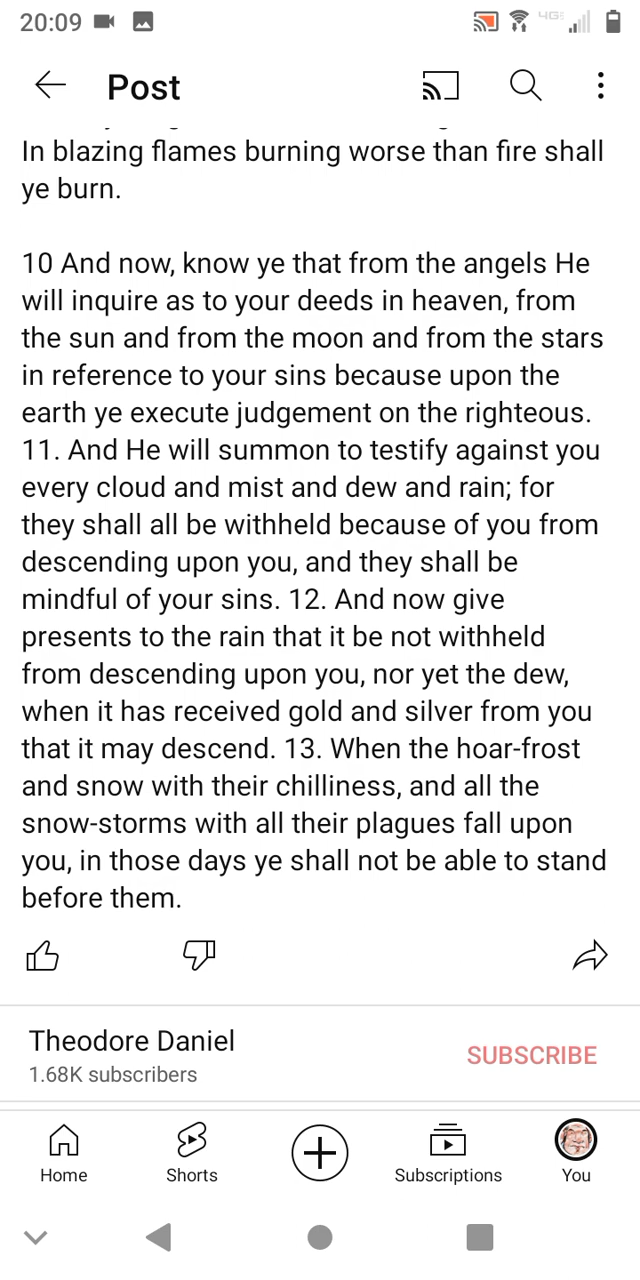 20:09
4GE
Post
In blazing flames burning worse than fire shall
ye burn.
10 And now, know ye that from the angels He
will inquire as to your deeds in heaven, from
the sun and from the moon and from the stars
in reference to your sins because upon the
earth ye execute judgement on the righteous.
11. And He will summon to testify against you
every cloud and mist and dew and rain; for
they shall all be withheld because of you from
descending upon you, and they shall be
mindful of your sins. 12. And now give
presents to the rain that it be not withheld
from descending upon you, nor yet the dew,
when it has received gold and silver from you
that it may descend. 13. When the hoar-frost
and snow with their chilliness, and all the
snow-storms with all their plagues fall upon
you, in those days ye shall not be able to stand
before them.
Theodore Daniel
SUBSCRIBE
1.68K subscribers
Home
Shorts
Subscriptions
You